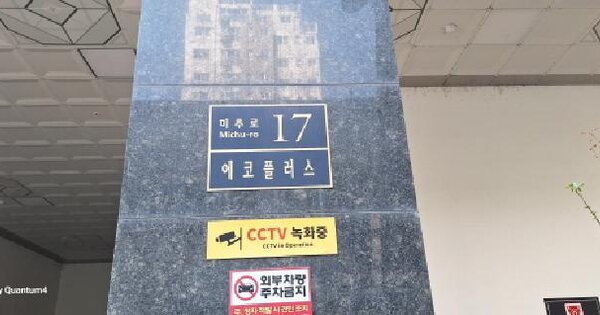 미추로
Michu-ro
17
에코플러스
CCTV 녹화중
CCTV in Operation
외부차량
주차금지
y Quantum4